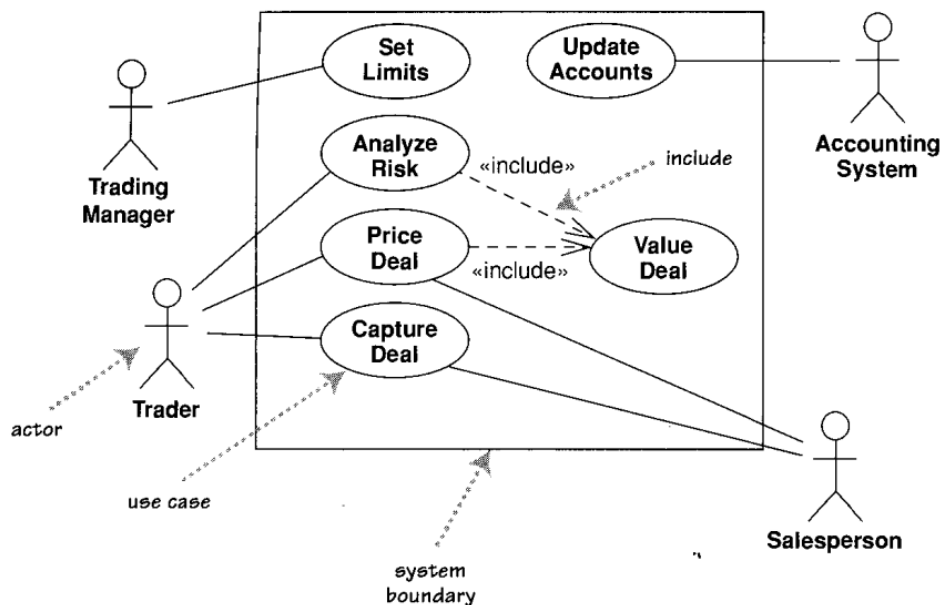 Set
Limits
Update
Accounts
Trading
Manager
Accounting
System
Analyze
Risk
«include»
include
Price
Deal
«include»
Value
Deal
Capture
Deal
Trader
actor
use case
system
boundary
Salesperson